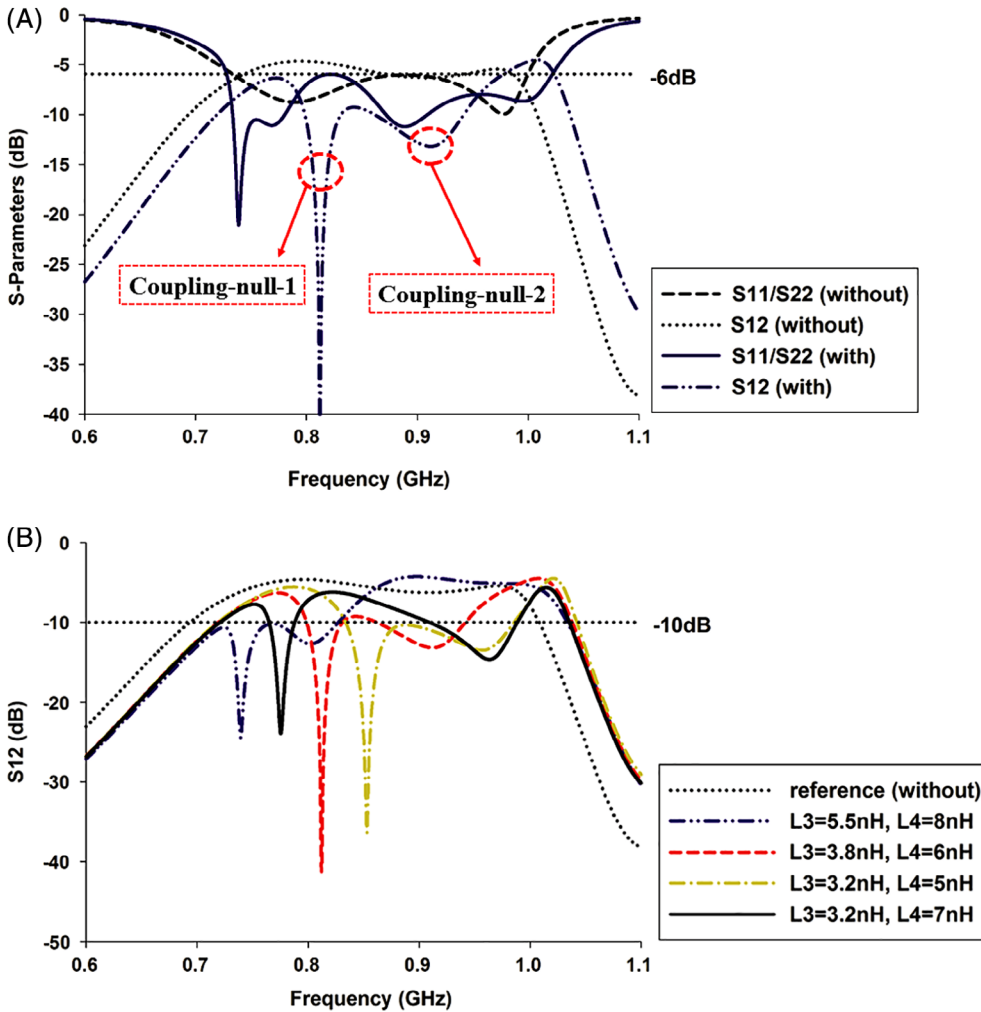 (A)
0
-5
-10
-15
-20
-25
-30
-35
-40
S-Parameters (dB)
-6dB
Coupling-null-1
Coupling-null-2
S11/S22 (without)
S12 (without)
S11/S22 (with)
S12 (with)
0.6 0.7 0.8 0.9 1.0 1.1
Frequency (GHz)
(B)
0
-10
-20
-30
-40
-50
S12 (dB)
-10dB
reference (without)
L3=5.5nH, L4=8nH
L3=3.8nH, L4=6nH
L3=3.2nH, L4=5nH
L3=3.2nH, L4=7nH
0.6 0.7 0.8 0.9 1.0 1.1
Frequency (GHz)